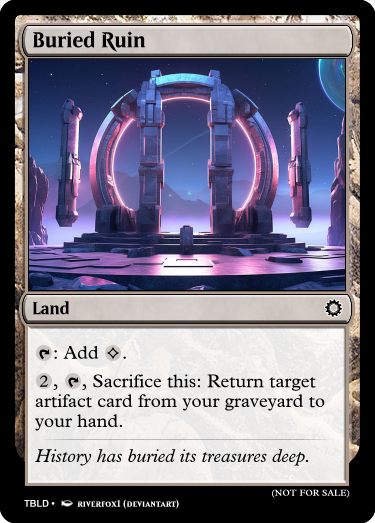 Buried Ruin
Land
: Add .
2, , Sacrifice this: Return target
artifact card from your graveyard to
your hand.
History has buried its treasures deep.
(NOT FOR SALE)
TBLD • RIVERFOX1 (DEVIANTART)